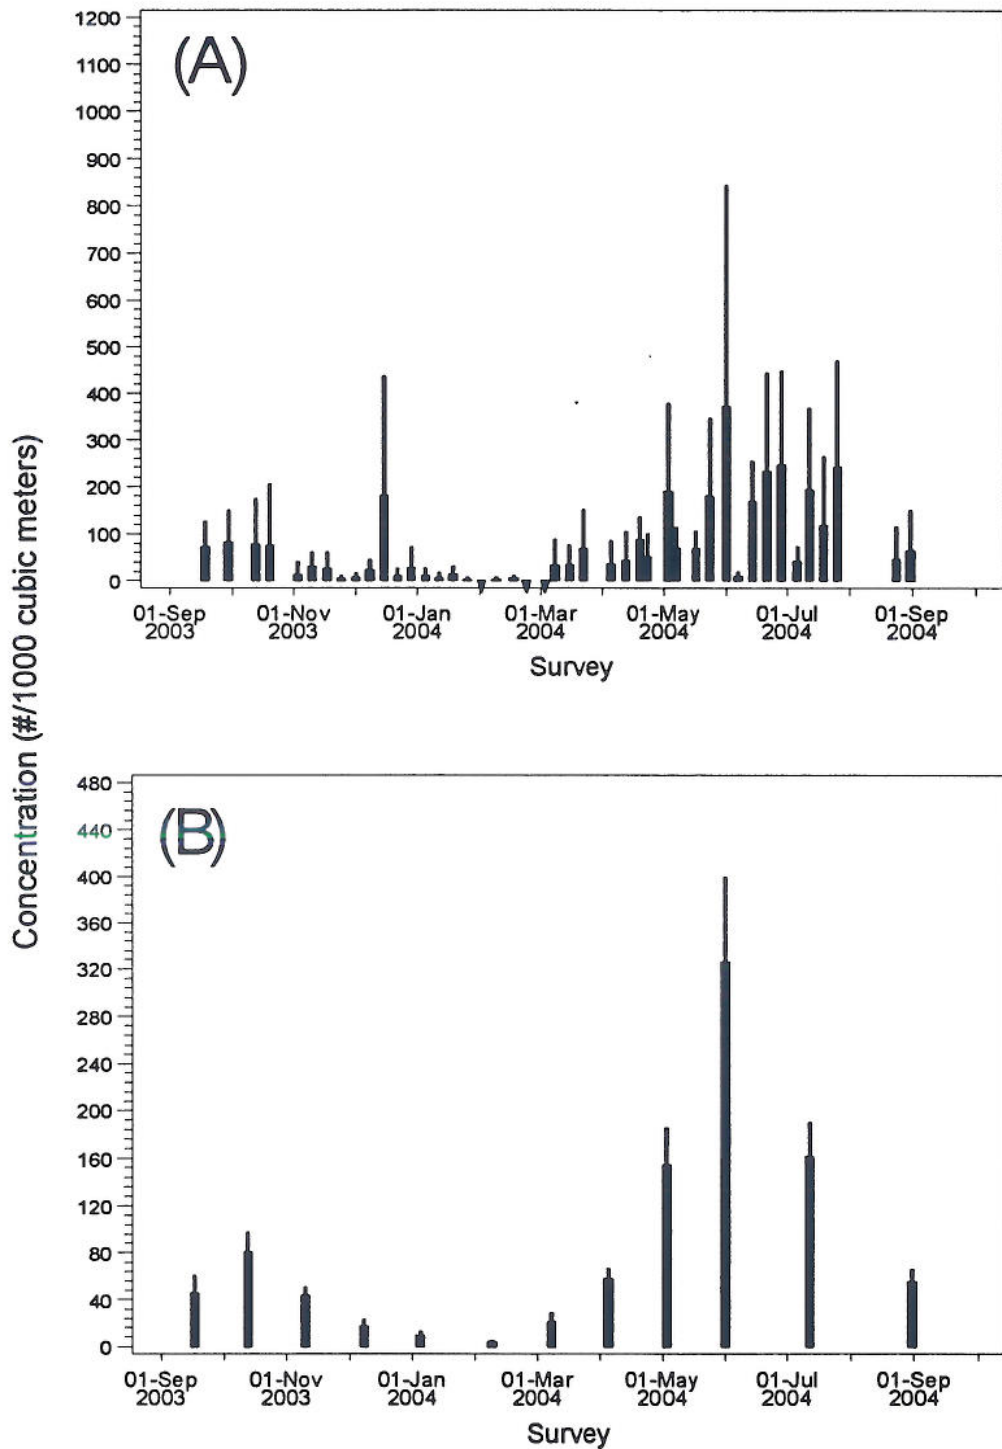 Concentration (#/1000 cubic meters)
(A)
1200
1100
1000
900
800
700
600
500
400
300
200
100
0
01-Sep 01-Nov 01-Jan 01-Mar 01-May 01-Jul 01-Sep
2003 2003 2004 2004 2004 2004 2004
Survey
(B)
480
440
400
360
320
280
240
200
160
120
80
40
0
01-Sep 01-Nov 01-Jan 01-Mar 01-May 01-Jul 01-Sep
2003 2003 2004 2004 2004 2004 2004
Survey